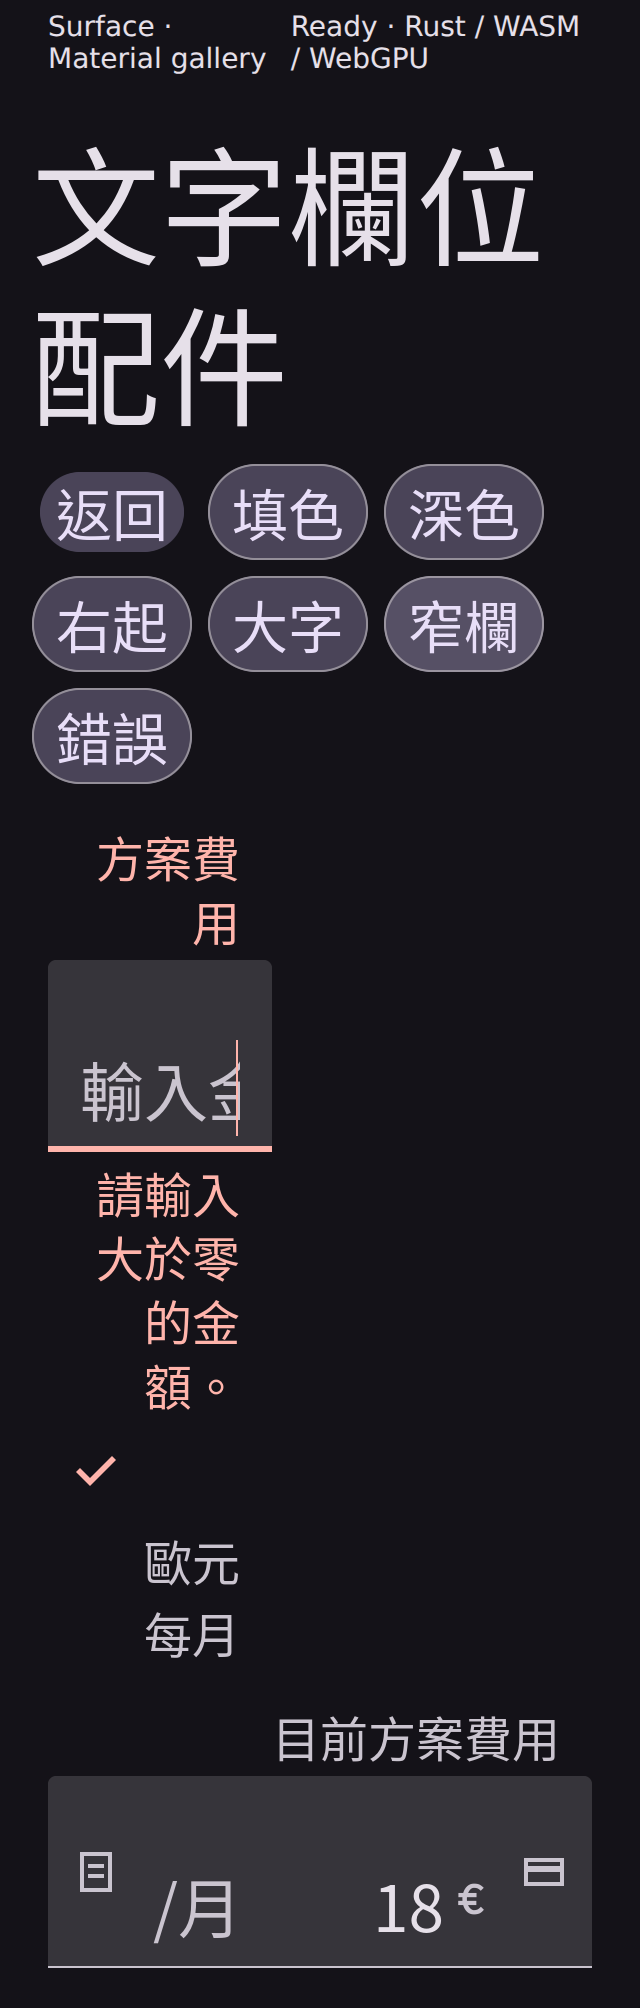 Surface ·
Material gallery
Ready · Rust / WASM
/ WebGPU
文字欄位
配件
返回
填色
深色
右起
大字
窄欄
錯誤
方案費
用
輸入
請輸入
大於零
的金
額。
歐元
每月
目前方案費用
/月
18 €